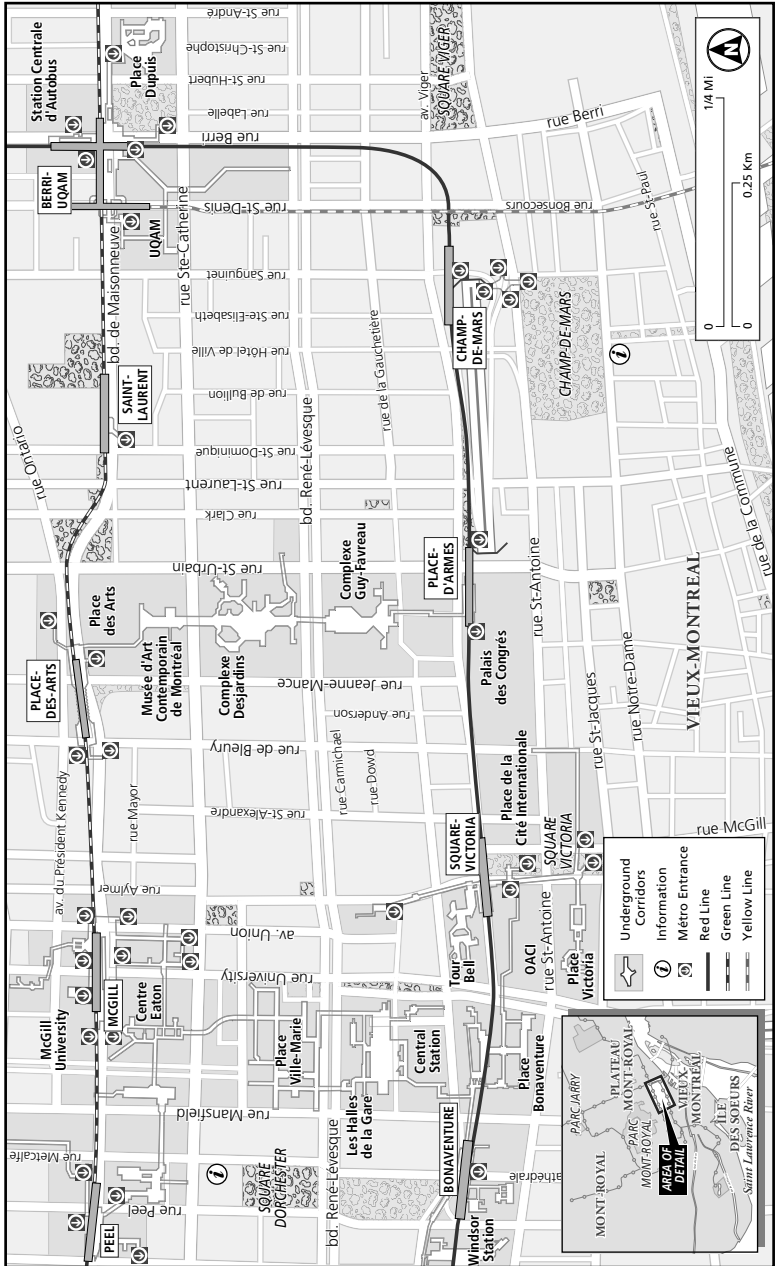 PEEL
rue Metcalfe
McGill
University
MCGILL
av. du Président Kennedy
PLACE-
DES-ARTS
rue Ontario
SAINT-
LAURENT
BERRI-
UQAM
Station Centrale
d'Autobus
rue Peel
rue Mansfield
Centre
Eaton
rue Aylmer
rue Mayor
Place
des Arts
bd. de Maisonneuve
UQAM
Place
Dupuis
SQUARE
DORCHESTER
rue University
av. Union
Musée d'Art
Contemporain
de Montréal
rue Ste-Catherine
rue St-Alexandre
rue de Bleury
Complexe
Desjardins
rue Jeanne-Mance
rue St-Urbain
rue Clark
rue St-Laurent
rue St-Dominique
rue de Bullion
rue Hôtel de Ville
rue Ste-Elisabeth
rue Sanguinet
rue St-Denis
rue Berri
rue Labelle
rue St-Hubert
rue St-Christophe
rue St-André
bd. René-Lévesque
Place
Ville-Marie
bd. René-Lévesque
Les Halles
de la Gare
rue Carmichael
rue Dowd
rue Anderson
Complexe
Guy-Favreau
rue de la Gauchetière
Central
Station
BONAVENTURE
Windsor
Station
Tour
Bell
SQUARE-
VICTORIA
PLACE-
D'ARMES
CHAMP-
DE-MARS
av. Viger
SQUARE VIGER
Palais
des Congrés
Place de la
Cité Internationale
athédrale
Place
Bonaventure
OACI
rue St-Antoine
SQUARE
VICTORIA
rue St-Antoine
Place
Victoria
CHAMP-DE-MARS
rue Bonsecours
rue Berri
rue St-Jacques
rue Notre-Dame
rue St-Paul
rue McGill
VIEUX-MONTREAL
rue de la Commune
PARC JARRY
PLATEAU
MONT-ROYAL
MONT-ROYAL
PARC
MONT-ROYAL
AREA OF
DETAIL
VIEUX-
MONTRÉAL
ÎLE
DES SOEURS
Saint Lawrence River
Underground
Corridors
Information
Métro Entrance
Red Line
Green Line
Yellow Line
0
1/4 Mi
0
0.25 Km
N